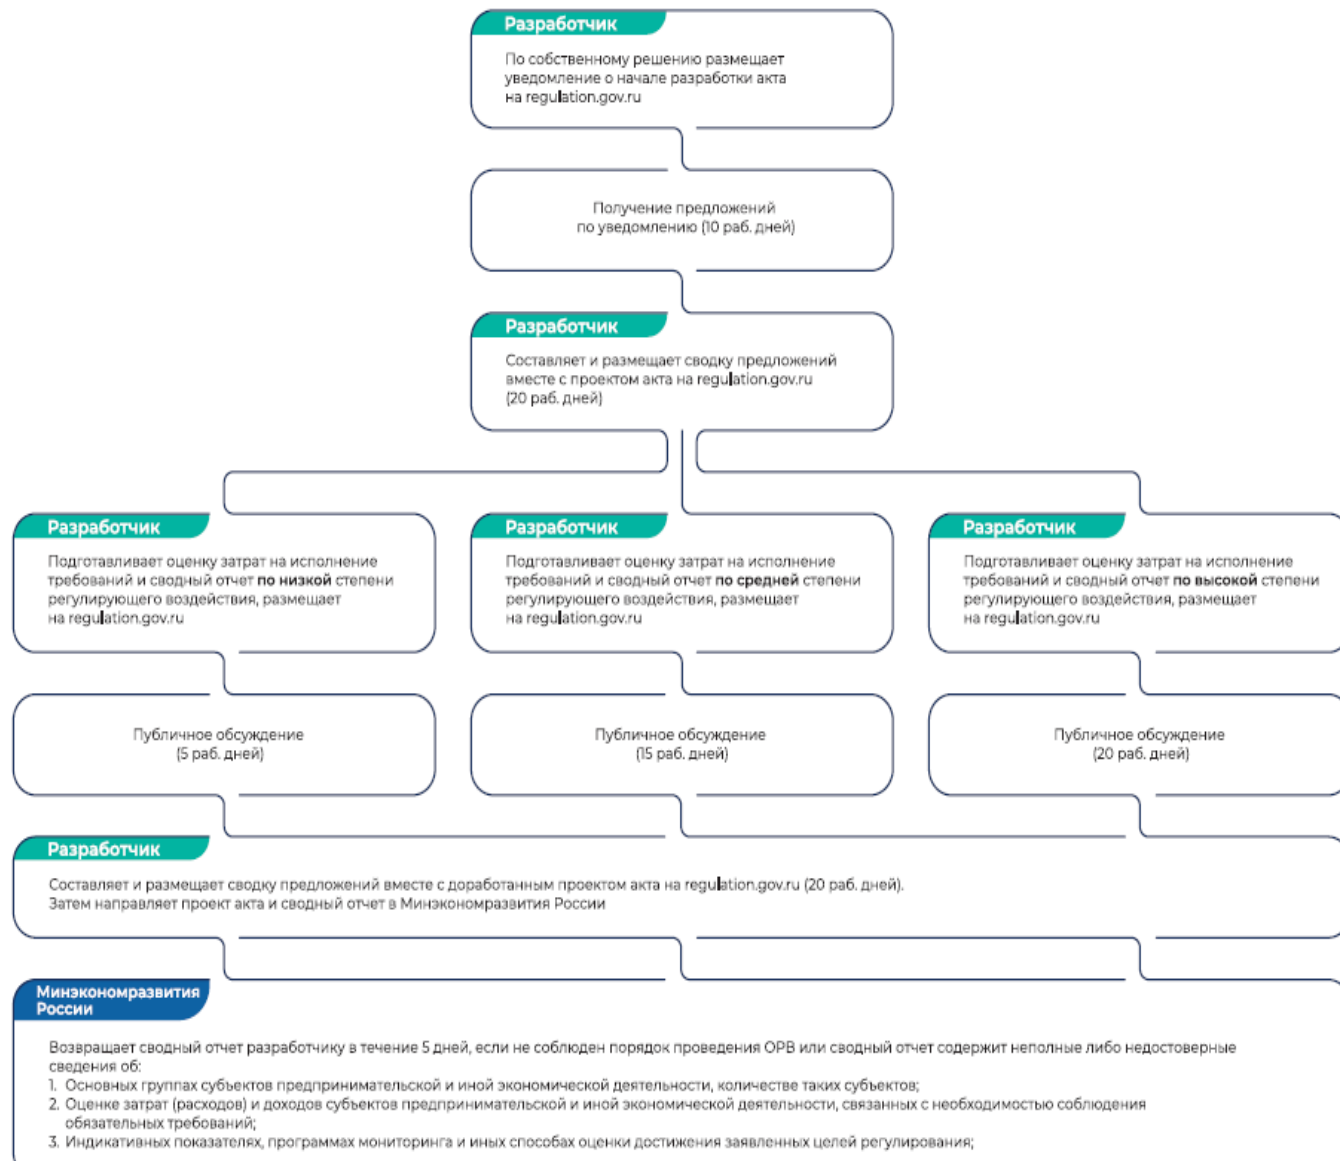 Разработчик
По собственному решению размещает
уведомление о начале разработки акта
на regulation.gov.ru
Получение предложений
по уведомлению (10 раб. дней)
Разработчик
Составляет и размещает сводку предложений
вместе с проектом акта на regulation.gov.ru
(20 раб. дней)
Разработчик
Подготавливает оценку затрат на исполнение
требований и сводный отчет по низкой степени
регулирующего воздействия, размещает
на regulation.gov.ru
Разработчик
Подготавливает оценку затрат на исполнение
требований и сводный отчет по средней степени
регулирующего воздействия, размещает
на regulation.gov.ru
Разработчик
Подготавливает оценку затрат на исполнение
требований и сводный отчет по высокой степени
регулирующего воздействия, размещает
на regulation.gov.ru
Публичное обсуждение
(5 раб. дней)
Публичное обсуждение
(15 раб. дней)
Публичное обсуждение
(20 раб. дней)
Разработчик
Составляет и размещает сводку предложений вместе с доработанным проектом акта на regulation.gov.ru (20 раб. дней).
Затем направляет проект акта и сводный отчет в Минэкономразвития России
Минэкономразвития
России
Возвращает сводный отчет разработчику в течение 5 дней, если не соблюден порядок проведения ОРВ или сводный отчет содержит неполные либо недостоверные
сведения об:
1. Основных группах субъектов предпринимательской и иной экономической деятельности, количестве таких субъектов;
2. Оценке затрат (расходов) и доходов субъектов предпринимательской и иной экономической деятельности, связанных с необходимостью соблюдения
обязательных требований;
3. Индикативных показателях, программах мониторинга и иных способах оценки достижения заявленных целей регулирования;